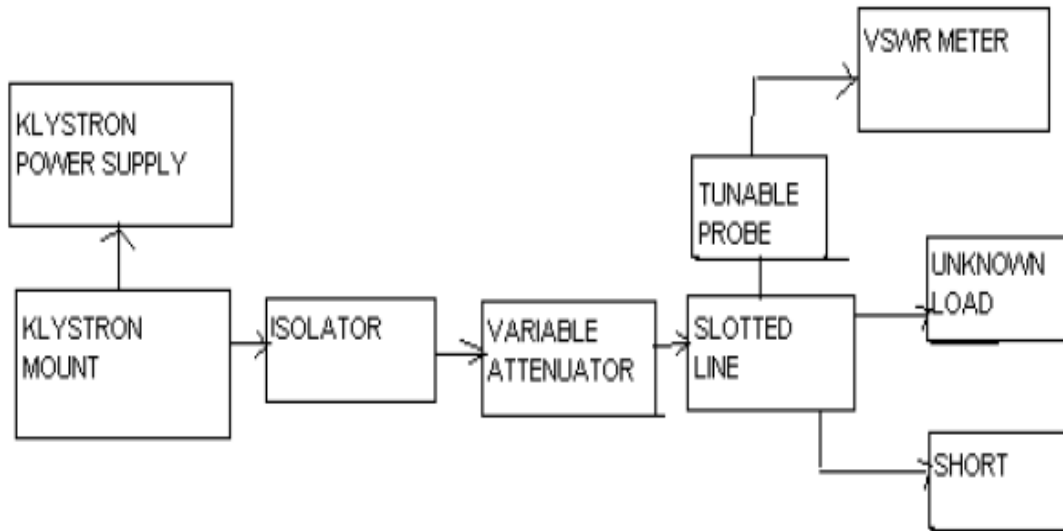 VSWR METER
KLYSTRON
POWER SUPPLY
TUNABLE
PROBE
UNKNOWN
LOAD
KLYSTRON
MOUNT
ISOLATOR
VARIABLE
ATTENUATOR
SLOTTED
LINE
SHORT